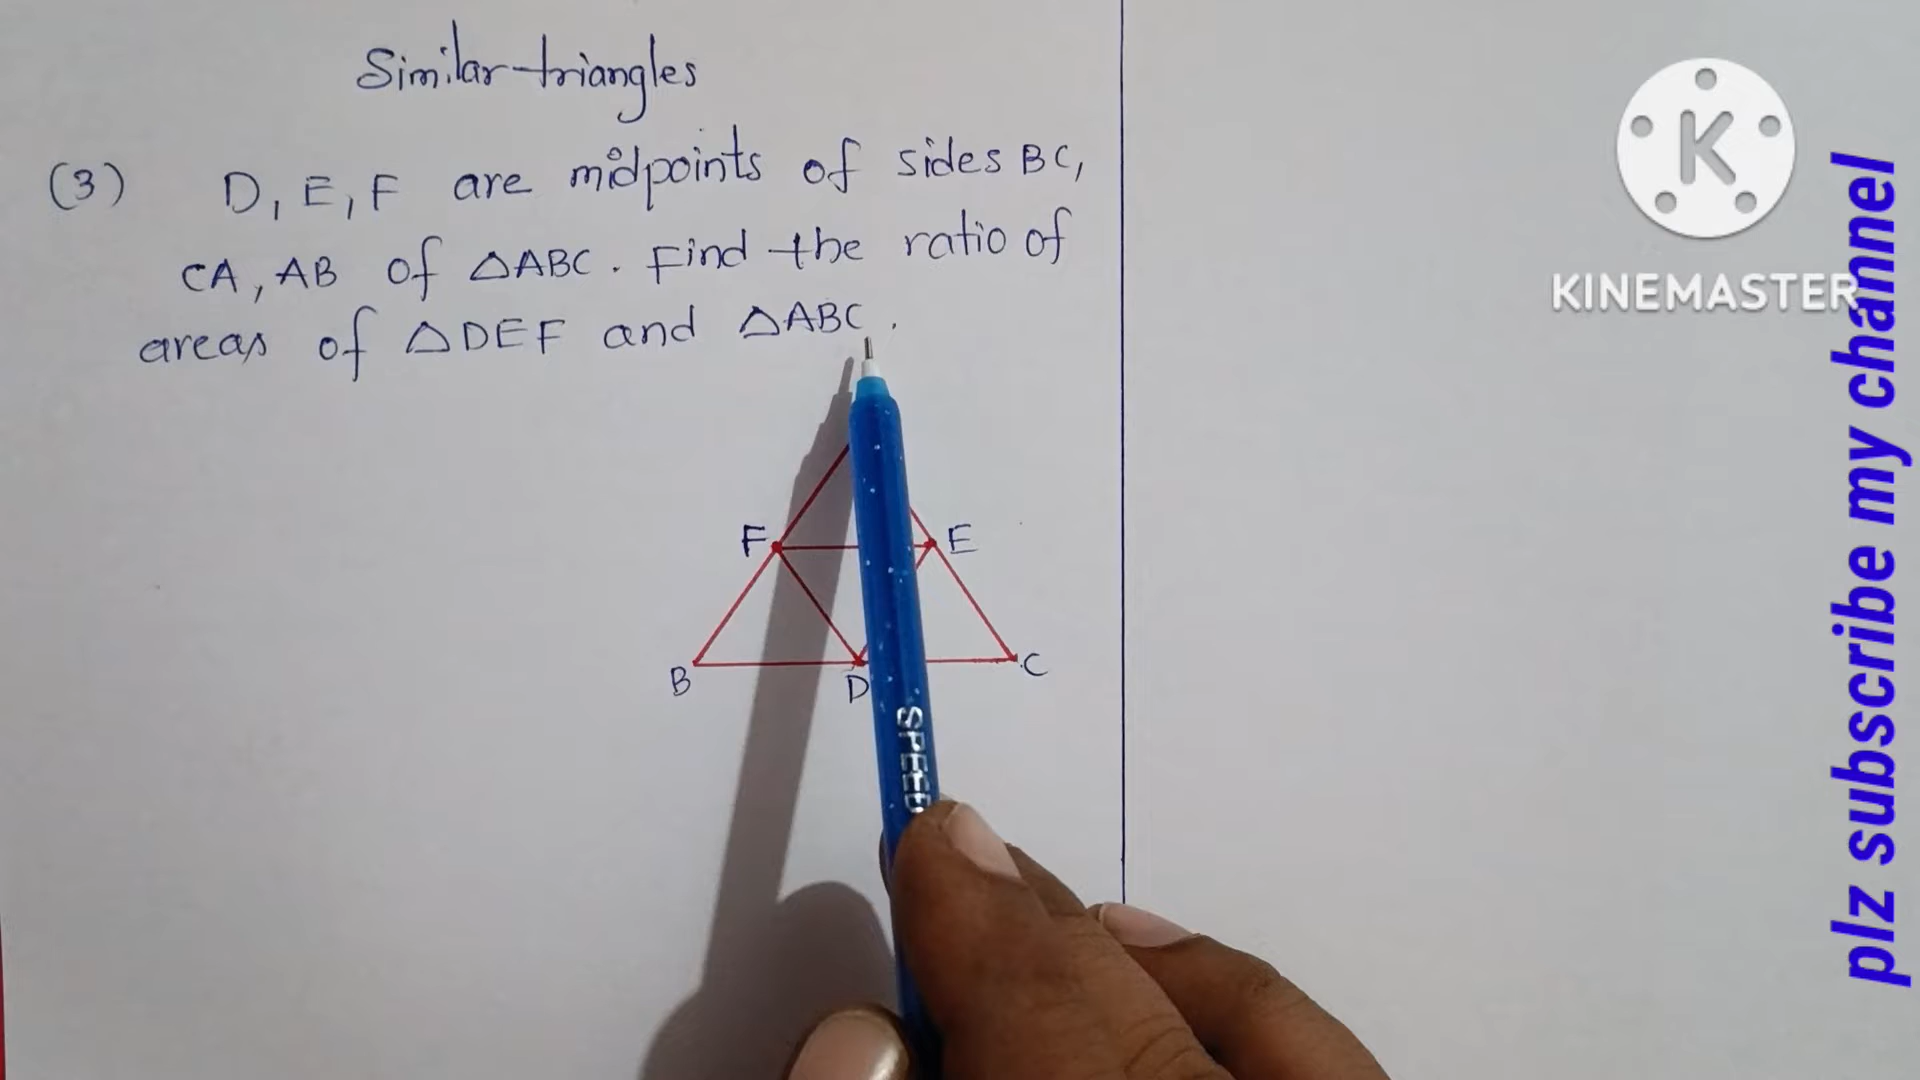 Similar triangles
(3) D, E, F are midpoints of sides BC,
CA, AB of △ABC. Find the ratio of
areas of △DEF and △ABC.
F
E
B
D
C
SPEED
K
KINEMASTER
plz subscribe my channel